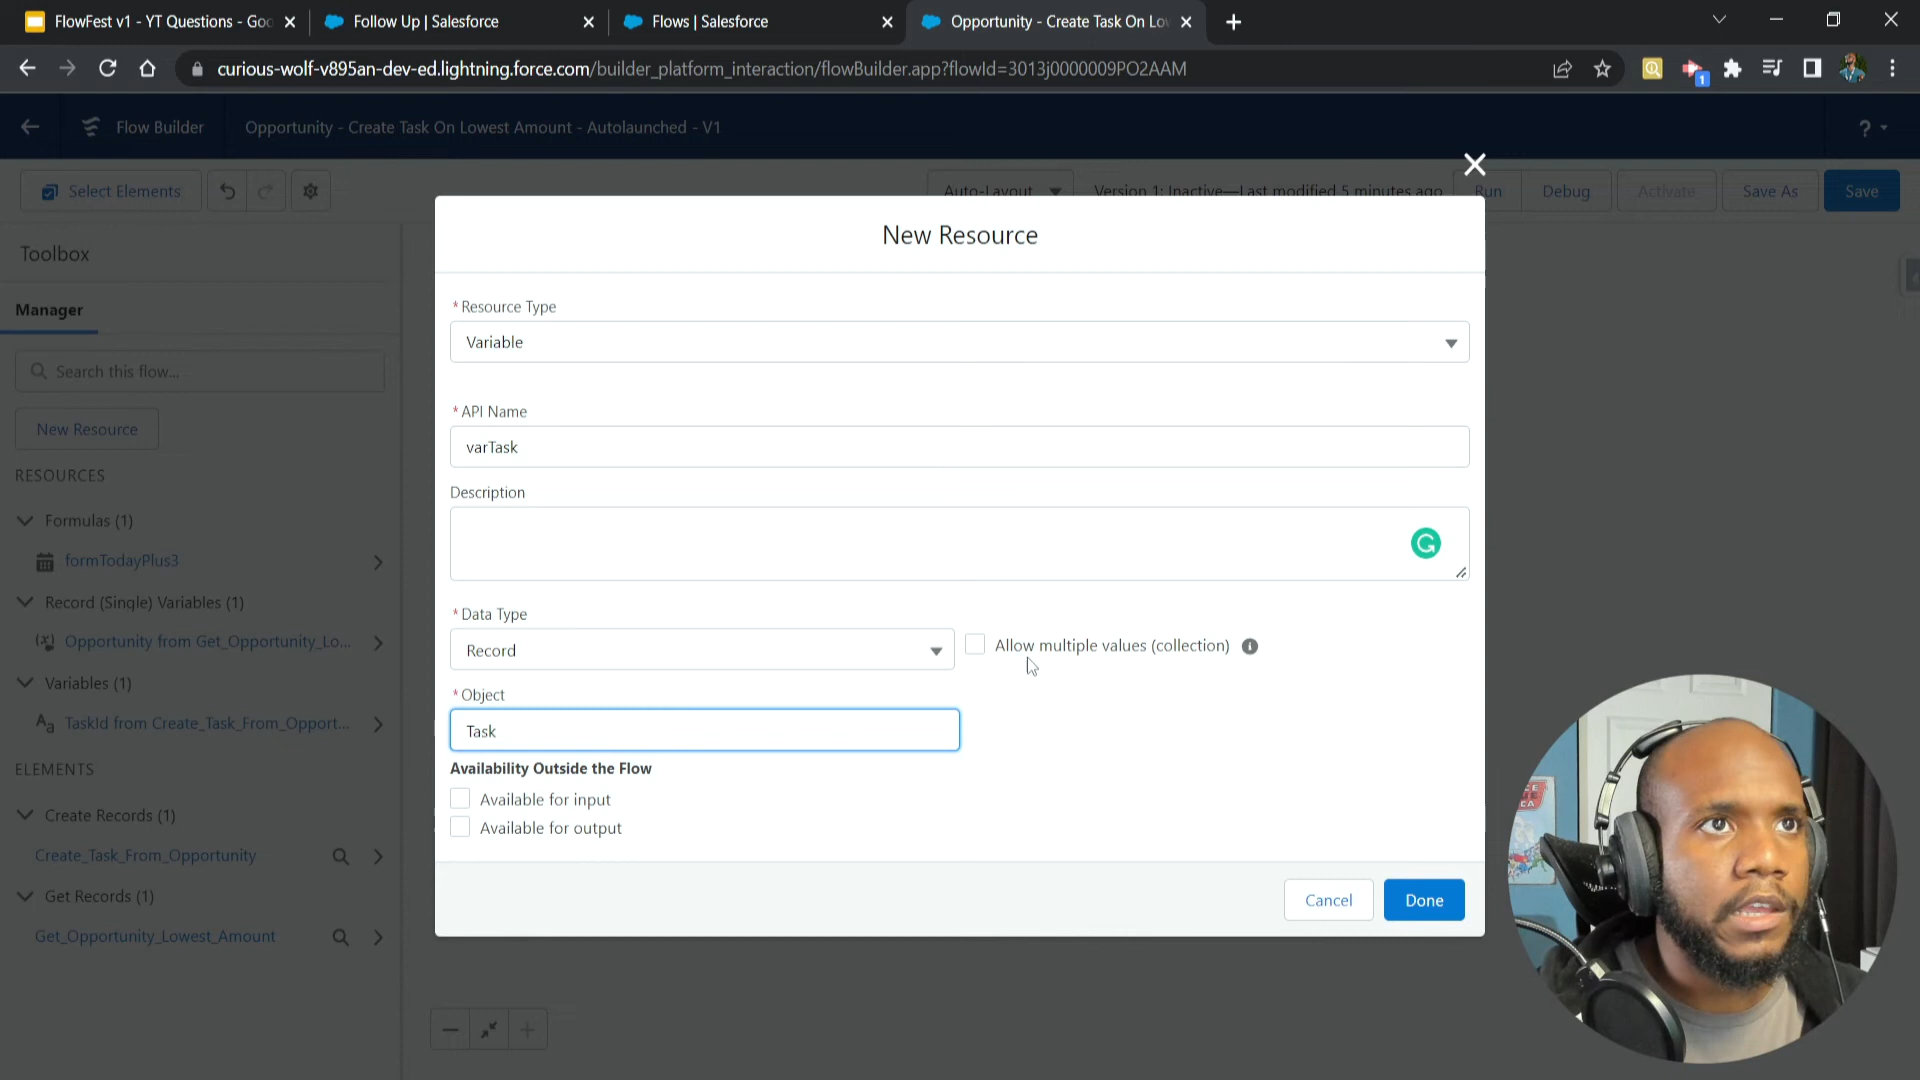 FlowFest v1 - YT Questions - Goo
Follow Up | Salesforce
Flows | Salesforce
Opportunity - Create Task On Lo
curious-wolf-v895an-dev-ed.lightning.force.com/builder_platform_interaction/flowBuilder.app?flowId=3013j0000009PO2AAM
1
Flow Builder
Opportunity - Create Task On Lowest Amount - Autolaunched - V1
?
Select Elements
Auto-Layout
Version 1: Inactive—Last modified 5 minutes ago
Run
Debug
Activate
Save As
Save
Toolbox
Manager
Search this flow...
New Resource
RESOURCES
Formulas (1)
formTodayPlus3
Record (Single) Variables (1)
Opportunity from Get_Opportunity_Lo...
Variables (1)
Aa TaskId from Create_Task_From_Opport...
ELEMENTS
Create Records (1)
Create_Task_From_Opportunity
Get Records (1)
Get_Opportunity_Lowest_Amount
New Resource
* Resource Type
Variable
* API Name
varTask
Description
* Data Type
Record
Allow multiple values (collection)
* Object
Task
Availability Outside the Flow
Available for input
Available for output
Cancel
Done